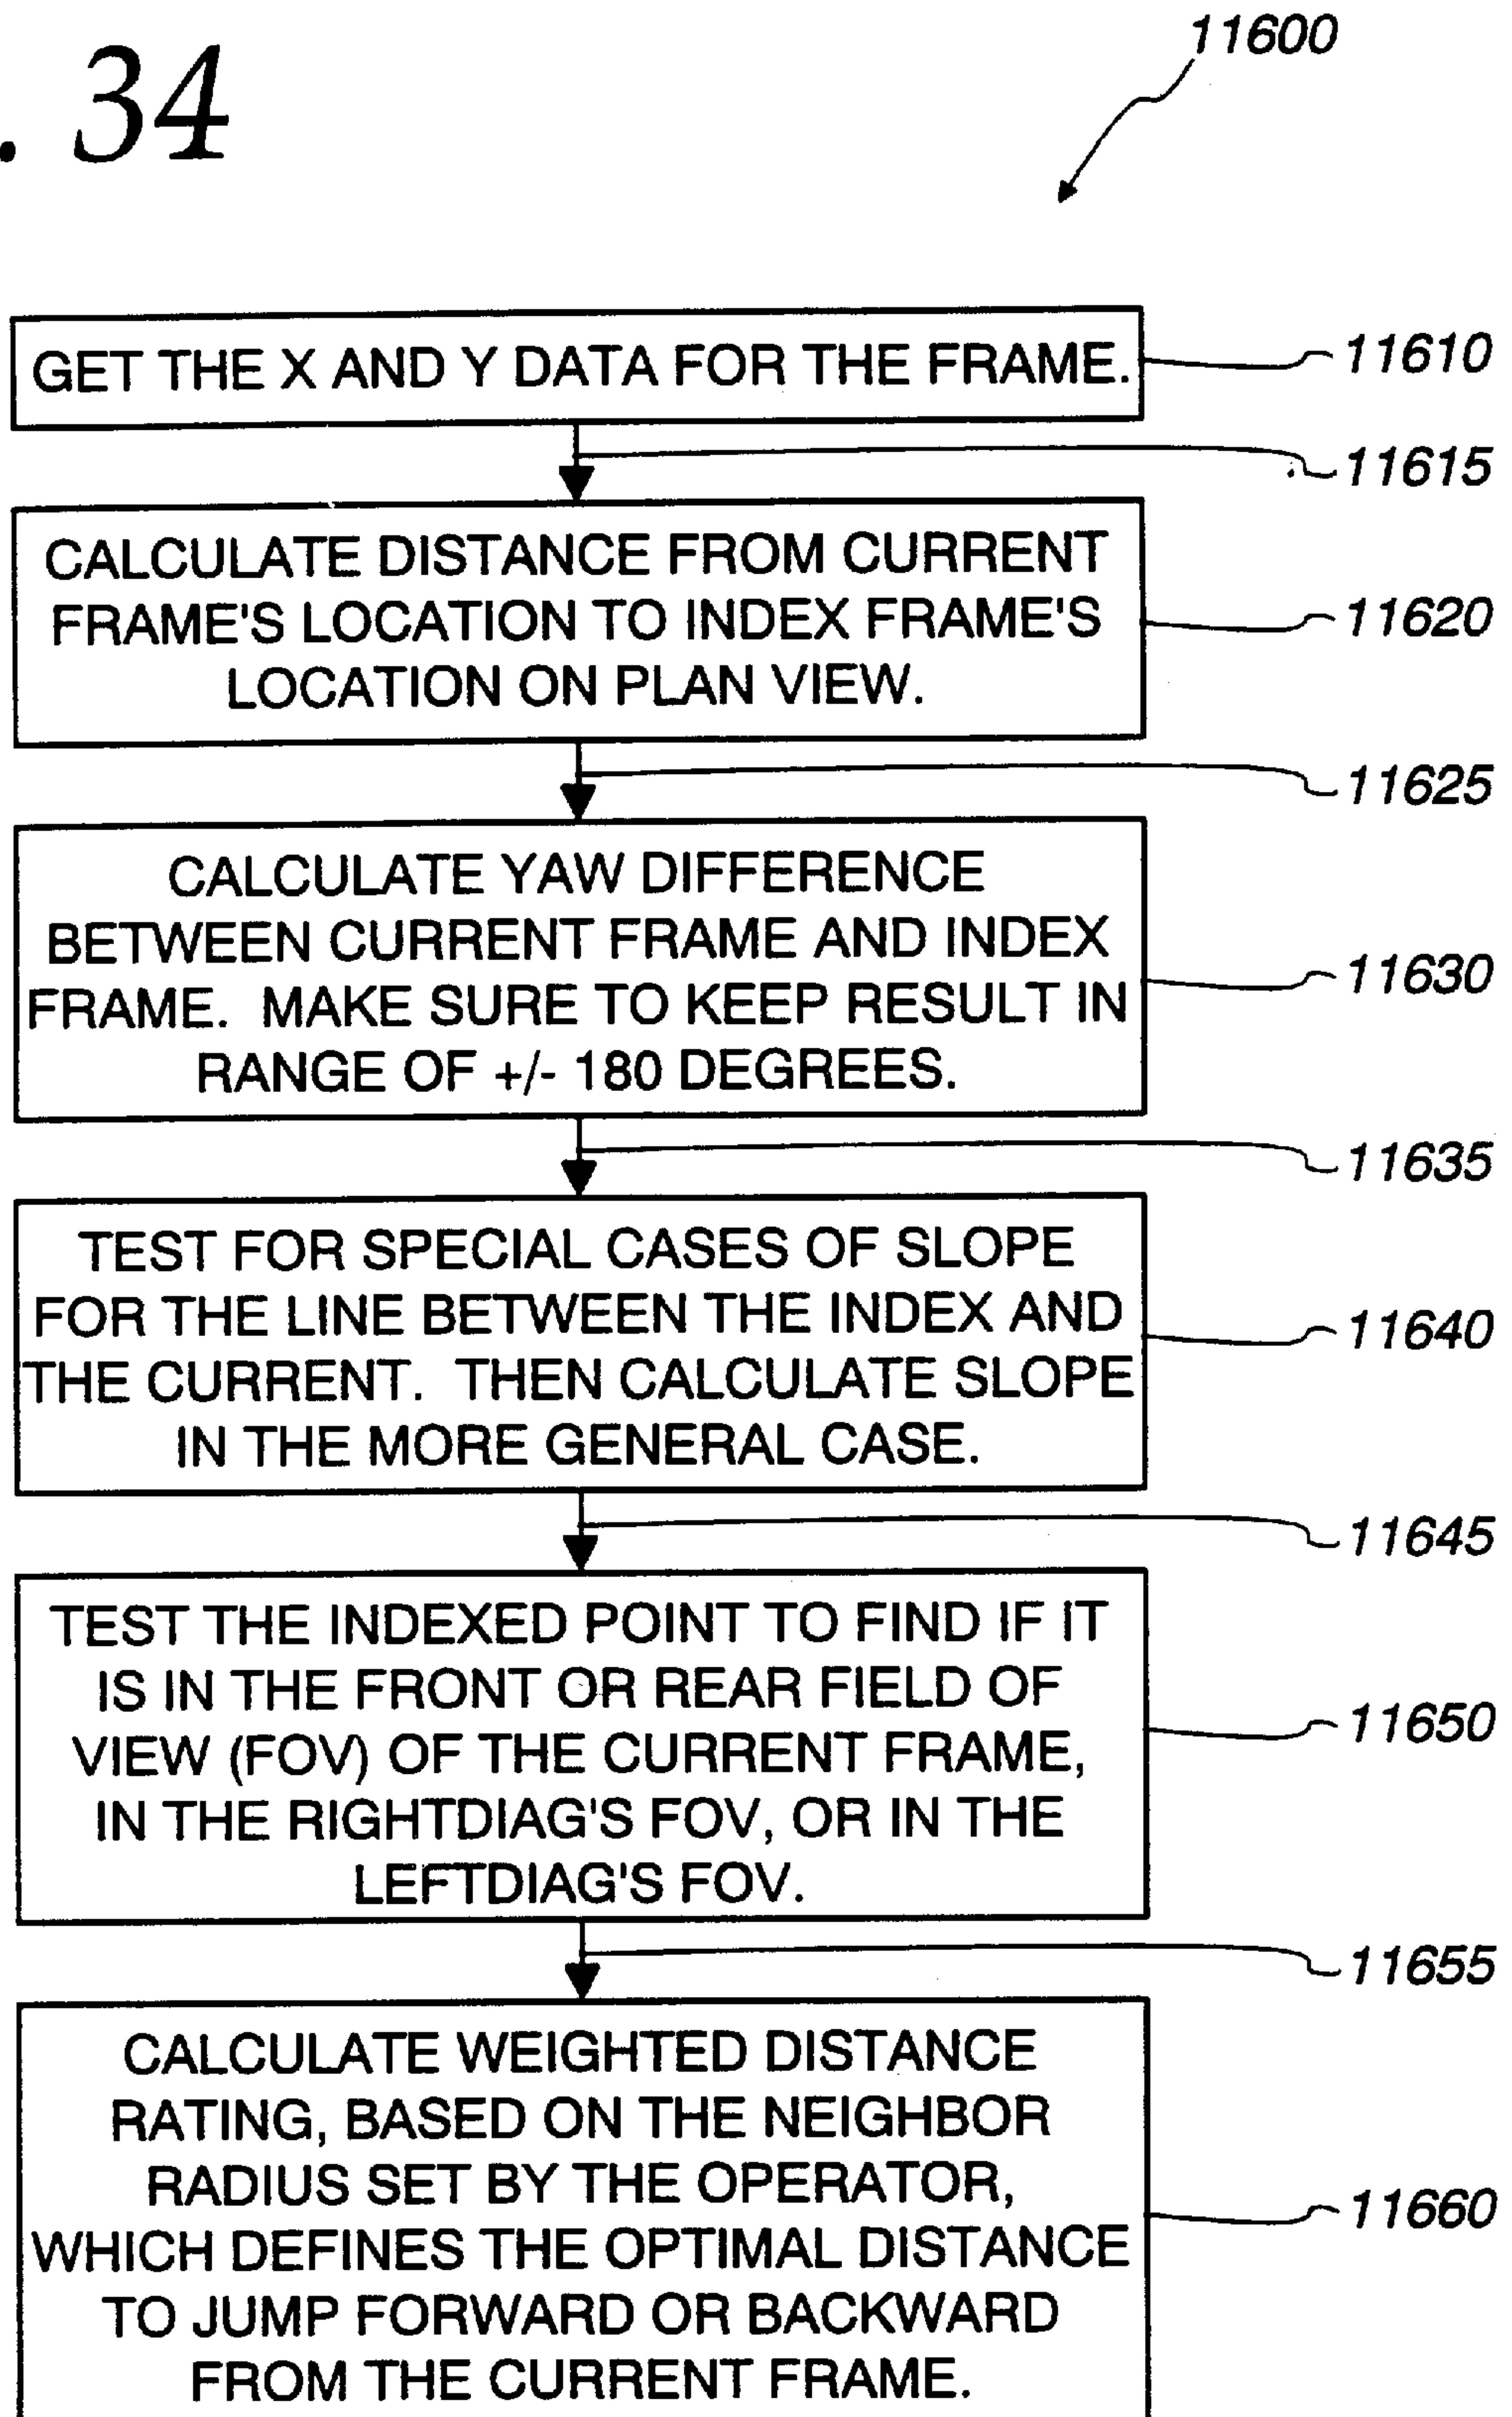 . 34
11600
GET THE X AND Y DATA FOR THE FRAME.
11610
11615
CALCULATE DISTANCE FROM CURRENT
FRAME'S LOCATION TO INDEX FRAME'S
LOCATION ON PLAN VIEW.
11620
11625
CALCULATE YAW DIFFERENCE
BETWEEN CURRENT FRAME AND INDEX
FRAME. MAKE SURE TO KEEP RESULT IN
RANGE OF +/- 180 DEGREES.
11630
11635
TEST FOR SPECIAL CASES OF SLOPE
FOR THE LINE BETWEEN THE INDEX AND
THE CURRENT. THEN CALCULATE SLOPE
IN THE MORE GENERAL CASE.
11640
11645
TEST THE INDEXED POINT TO FIND IF IT
IS IN THE FRONT OR REAR FIELD OF
VIEW (FOV) OF THE CURRENT FRAME,
IN THE RIGHTDIAG'S FOV, OR IN THE
LEFTDIAG'S FOV.
11650
11655
CALCULATE WEIGHTED DISTANCE
RATING, BASED ON THE NEIGHBOR
RADIUS SET BY THE OPERATOR,
WHICH DEFINES THE OPTIMAL DISTANCE
TO JUMP FORWARD OR BACKWARD
FROM THE CURRENT FRAME.
11660